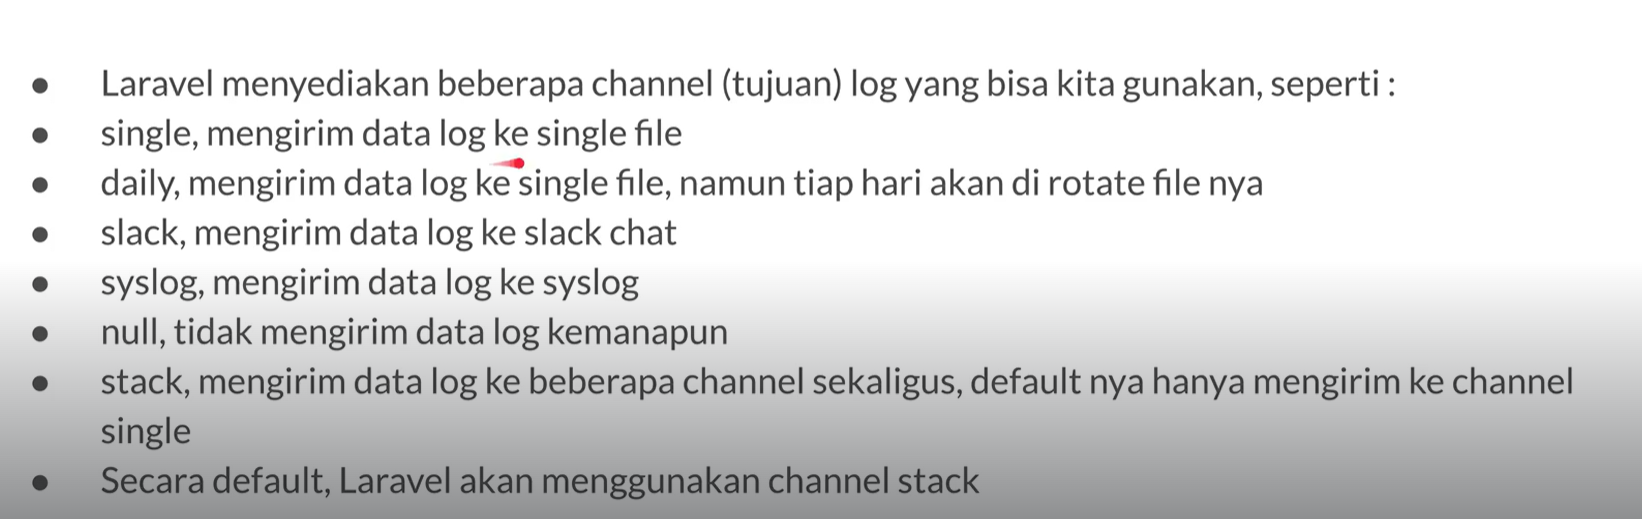 ● Laravel menyediakan beberapa channel (tujuan) log yang bisa kita gunakan, seperti :
● single, mengirim data log ke single file
● daily, mengirim data log ke single file, namun tiap hari akan di rotate file nya
● slack, mengirim data log ke slack chat
● syslog, mengirim data log ke syslog
● null, tidak mengirim data log kemanapun
● stack, mengirim data log ke beberapa channel sekaligus, default nya hanya mengirim ke channel
single
● Secara default, Laravel akan menggunakan channel stack